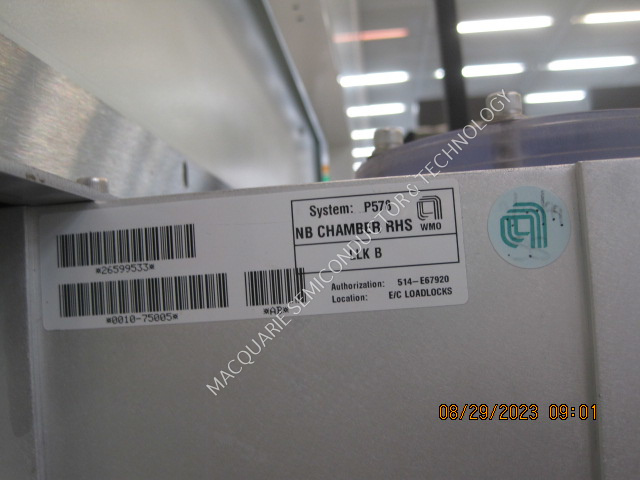 System: P576
NB CHAMBER RHS
WMO
LLK B
*26599533*
*0010-75005*
*AP*
Authorization: 514-E67920
Location: E/C LOADLOCKS
MACQUARIE SEMICONDUCTOR & TECHNOLOGY
08/29/2023 09:01